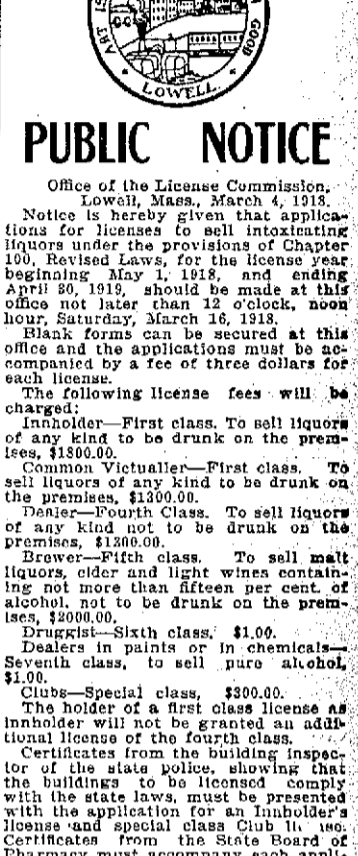 ART
A GOOD
LOWELL.
PUBLIC NOTICE
Office of the License Commission,
Lowell, Mass., March 4, 1918.
Notice is hereby given that applica-
tions for licenses to sell intoxicating
liquors under the provisions of Chapter
100, Revised Laws, for the license year
beginning May 1, 1918, and ending
April 30, 1919, should be made at this
office not later than 12 o'clock, noon
hour, Saturday, March 16, 1918.
Blank forms can be secured at this
office and the applications must be ac-
companied by a fee of three dollars for
each license.
The following license fees will be
charged:
Innholder—First class. To sell liquors
of any kind to be drunk on the prem-
ises, $1800.00.
Common Victualler—First class. To
sell liquors of any kind to be drunk on
the premises, $1300.00.
Dealer—Fourth Class. To sell liquors
of any kind not to be drunk on the
premises, $1300.00.
Brewer—Fifth class. To sell malt
liquors, cider and light wines contain-
ing not more than fifteen per cent. of
alcohol, not to be drunk on the prem-
ises, $2000.00.
Druggist—Sixth class, $1.00.
Dealers in paints or in chemicals—
Seventh class, to sell pure alcohol,
$1.00.
Clubs—Special class, $300.00.
The holder of a first class license as
innholder will not be granted an addi-
tional license of the fourth class.
Certificates from the building inspec-
tor of the state police, showing that
the buildings to be licensed comply
with the state laws, must be presented
with the application for an Innholder's
license and special class Club
Certificates from the State Board of
Pharmacy must accompany each appli-